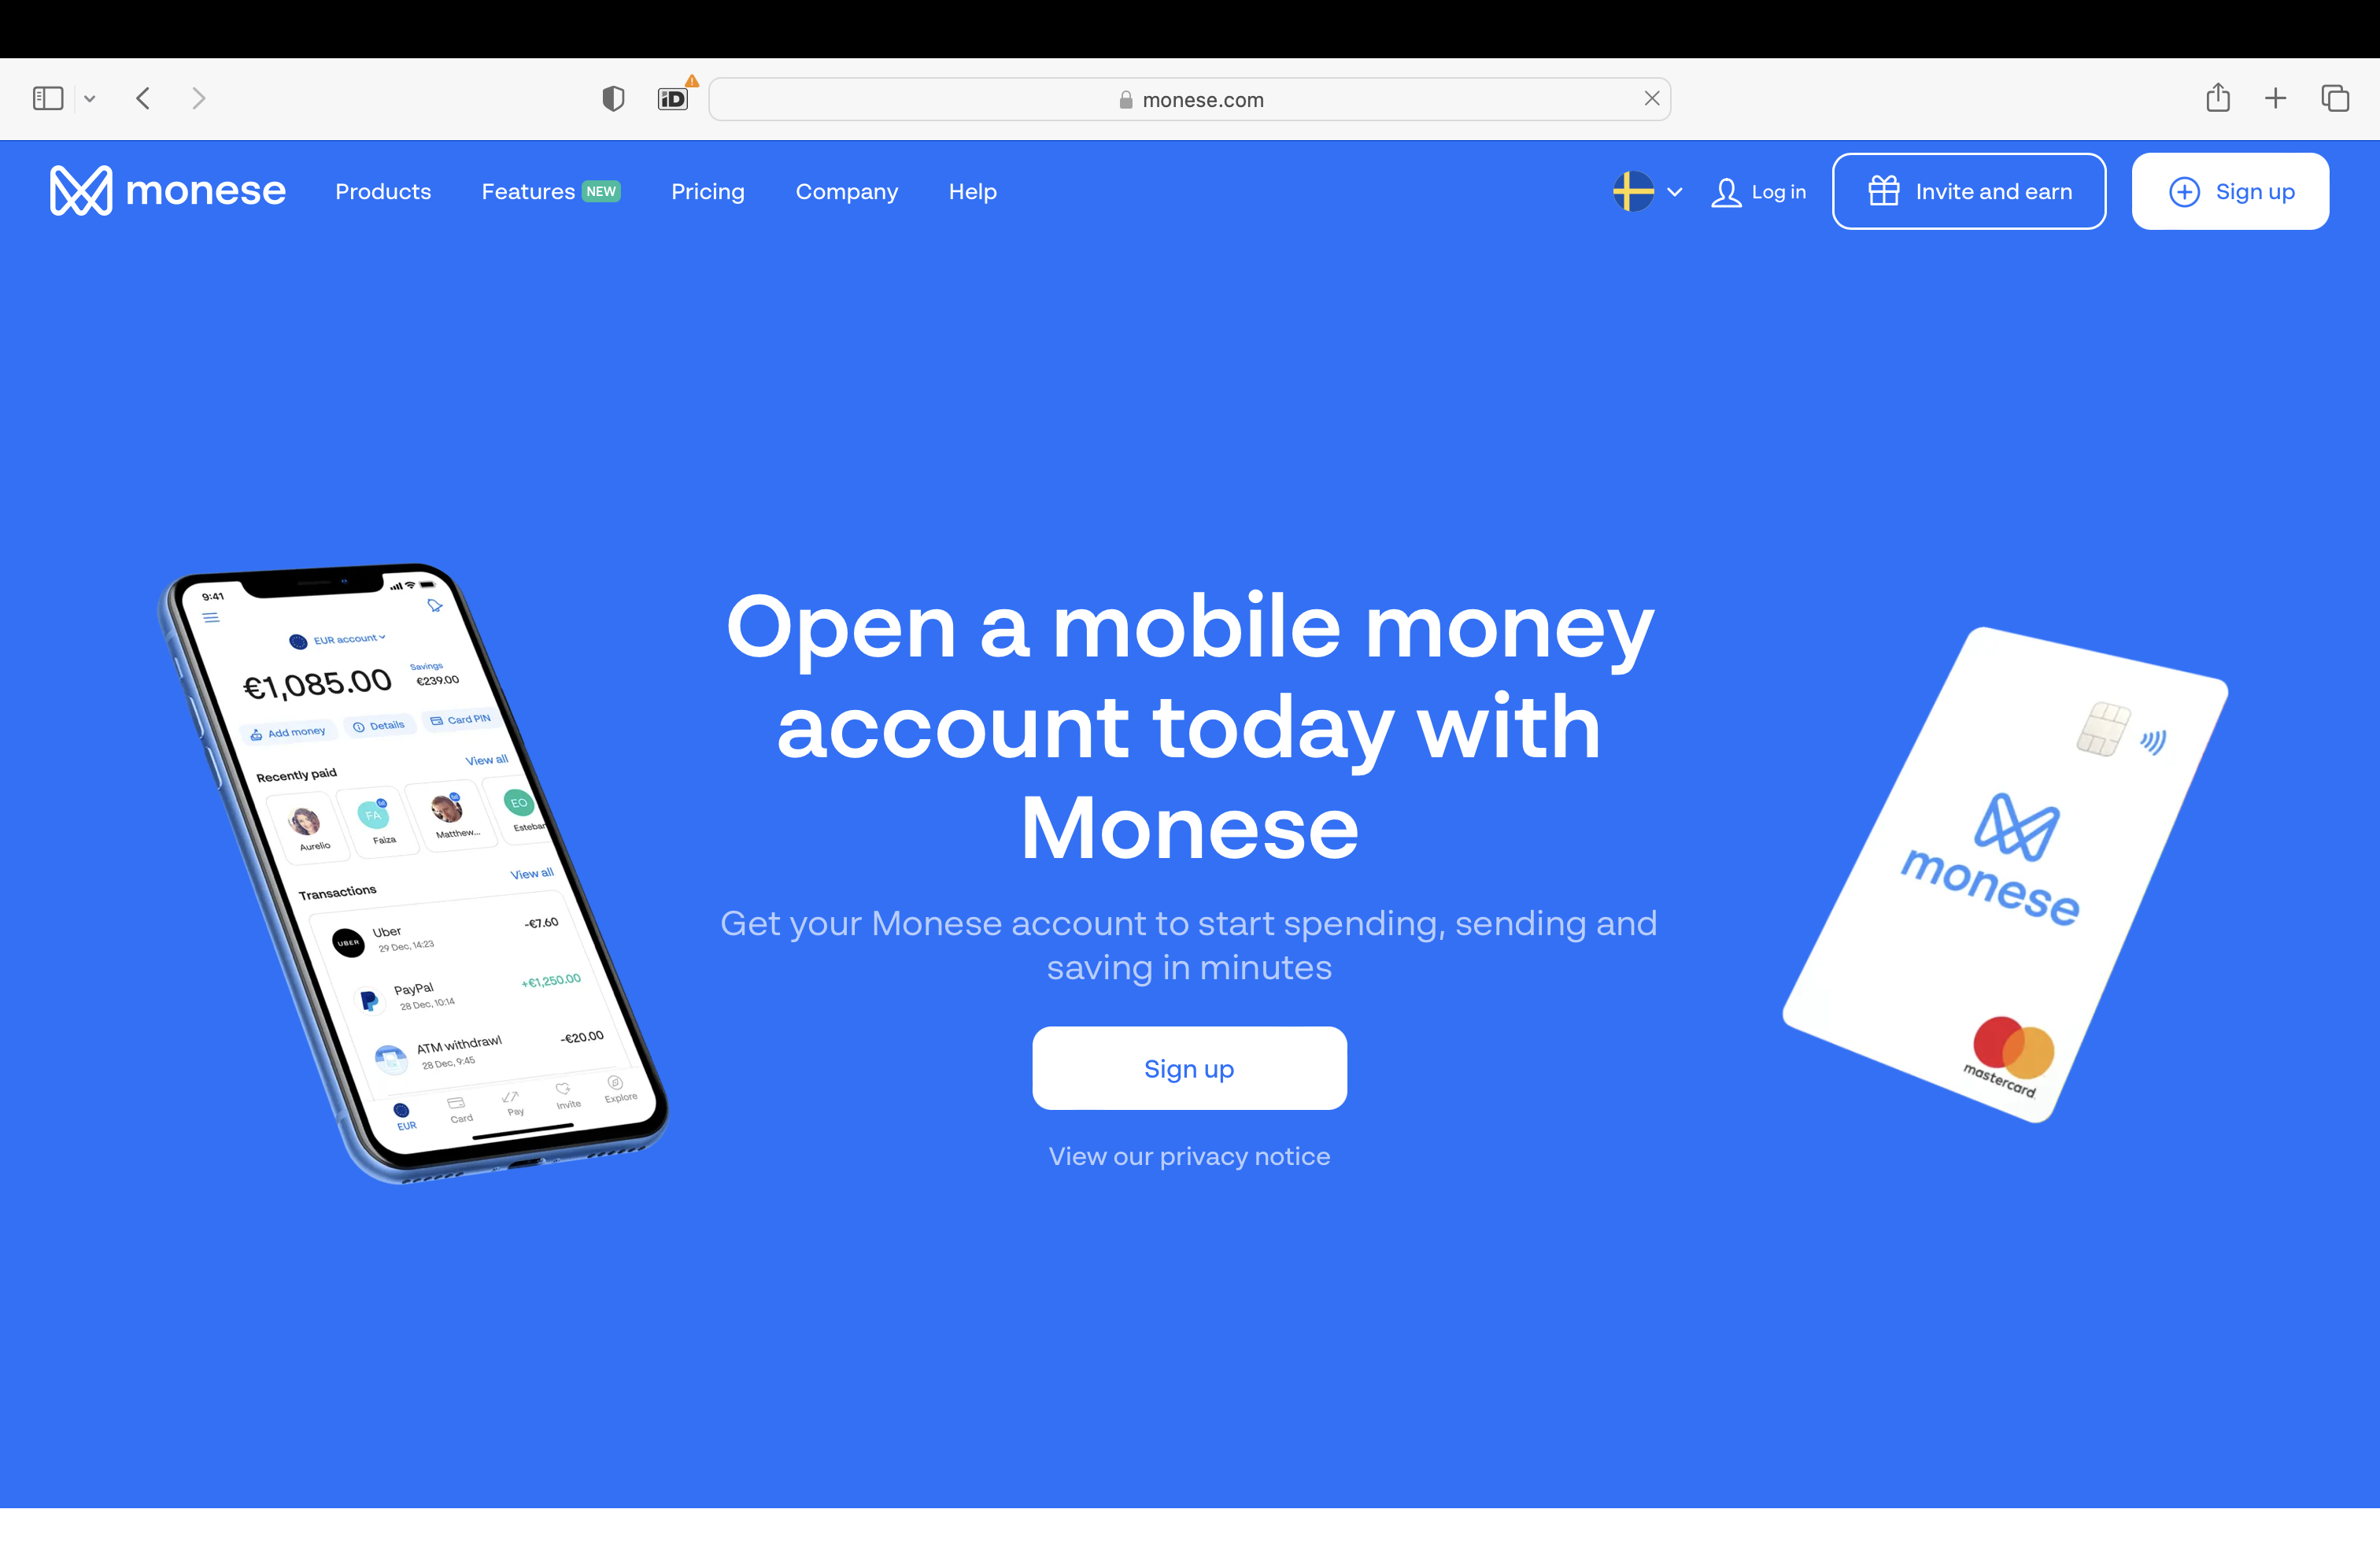 monese.com
monese
Products
Features NEW
Pricing
Company
Help
Log in
Invite and earn
Sign up
9:41
EUR account
€1,085.00
Savings
€239.00
Add money
Details
Card PIN
Recently paid
View all
FA
EO
Aurelio
Faiza
Matthew...
Esteban
Transactions
View all
UBER
Uber
-€7.60
29 Dec, 14:23
PayPal
+€1,250.00
28 Dec, 10:14
ATM withdrawl
-€20.00
28 Dec, 9:45
EUR
Card
Pay
Invite
Explore
Open a mobile money
account today with
Monese
Get your Monese account to start spending, sending and
saving in minutes
Sign up
View our privacy notice
monese
mastercard